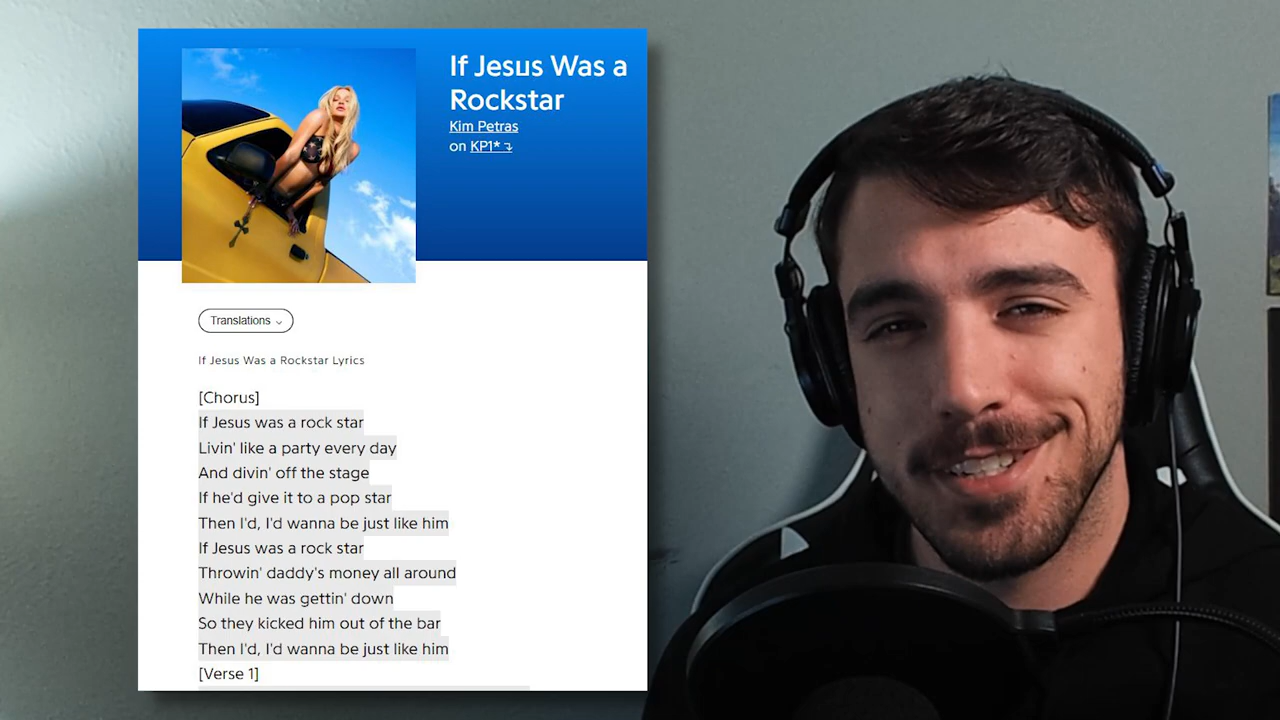 If Jesus Was a
Rockstar
Kim Petras
on KP1*
Translations
If Jesus Was a Rockstar Lyrics
[Chorus]
If Jesus was a rock star
Livin' like a party every day
And divin' off the stage
If he'd give it to a pop star
Then I'd, I'd wanna be just like him
If Jesus was a rock star
Throwin' daddy's money all around
While he was gettin' down
So they kicked him out of the bar
Then I'd, I'd wanna be just like him
[Verse 1]